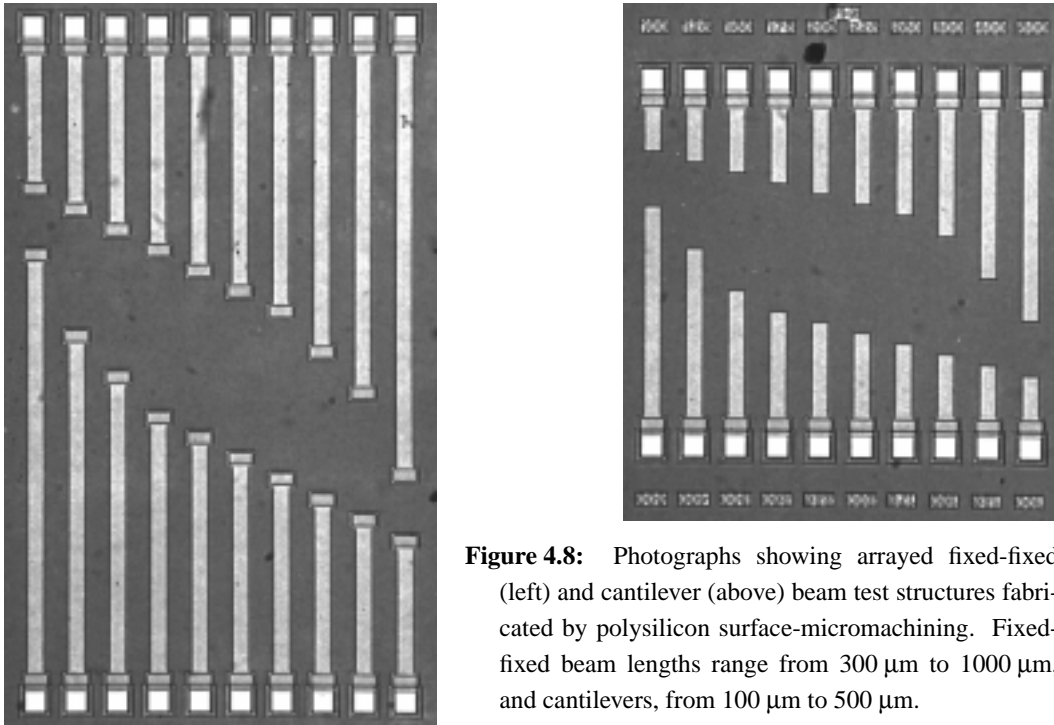 Figure 4.8: Photographs showing arrayed fixed-fixed
(left) and cantilever (above) beam test structures fabri-
cated by polysilicon surface-micromachining. Fixed-
fixed beam lengths range from 300 μm to 1000 μm,
and cantilevers, from 100 μm to 500 μm.